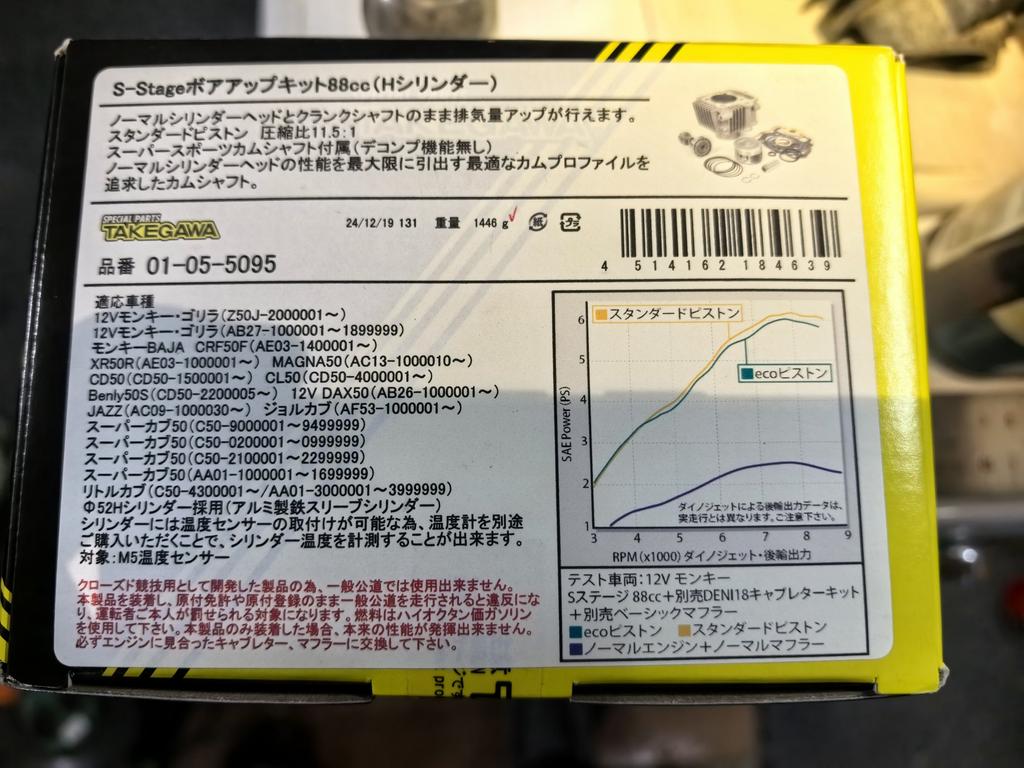 S-Stageボアアップキット88cc(Hシリンダー)
ノーマルシリンダーヘッドとクランクシャフトのまま排気量アップが行えます。
スタンダードピストン 圧縮比11.5:1
スーパースポーツカムシャフト付属(デコンプ機能無し)
ノーマルシリンダーヘッドの性能を最大限に引出す最適なカムプロファイルを
追求したカムシャフト。
SPECIAL PARTS
TAKEGAWA
24/12/19 131 重量 1446 g
紙 プラ
品番 01-05-5095
4 514162 184639
適応車種
12Vモンキー・ゴリラ(Z50J-2000001~)
12Vモンキー・ゴリラ(AB27-1000001~1899999)
モンキーBAJA CRF50F(AE03-1400001~)
XR50R(AE03-1000001~) MAGNA50(AC13-1000010~)
CD50(CD50-1500001~) CL50(CD50-4000001~)
Benly50S(CD50-2200005~) 12V DAX50(AB26-1000001~)
JAZZ(AC09-1000030~) ジョルカブ(AF53-1000001~)
スーパーカブ50(C50-9000001~9499999)
スーパーカブ50(C50-0200001~0999999)
スーパーカブ50(C50-2100001~2299999)
スーパーカブ50(AA01-1000001~1699999)
リトルカブ(C50-4300001~/AA01-3000001~3999999)
Φ52Hシリンダー採用(アルミ製鉄スリーブシリンダー)
シリンダーには温度センサーの取付けが可能な為、温度計を別途
ご購入いただくことで、シリンダー温度を計測することが出来ます。
対象:M5温度センサー
クローズド競技用として開発した製品の為、一般公道では使用出来ません。
本製品を装着し、原付免許や原付登録のまま一般公道を走行されると違反にな
り、運転者ご本人が罰せられる対象になります。燃料はハイオクタン価ガソリン
を使用して下さい。本製品のみ装着した場合、本来の性能が発揮出来ません。
必ずエンジンに見合ったキャブレター、マフラーに交換して下さい。
スタンダードピストン
ecoピストン
SAE Power (PS)
6
5
4
3
2
1
ダイノジェットによる後輪出力データは、
実走行とは異なります。ご注意下さい。
3 4 5 6 7 8 9
RPM (x1000) ダイノジェット・後輪出力
テスト車両:12V モンキー
Sステージ 88cc+別売DENI18キャブレターキット
+別売ベーシックマフラー
ecoピストン スタンダードピストン
ノーマルエンジン+ノーマルマフラー